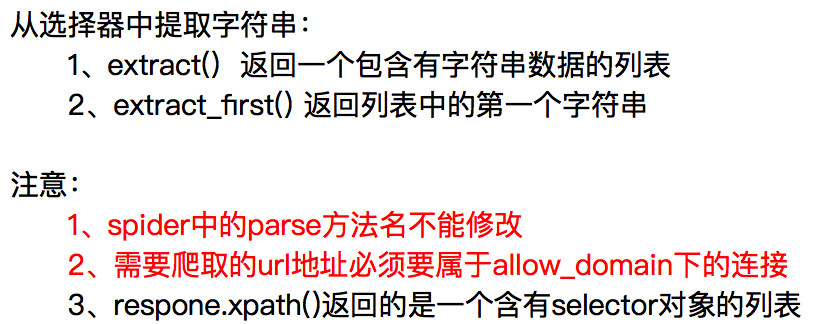 从选择器中提取字符串：
1、extract() 返回一个包含有字符串数据的列表
2、extract_first() 返回列表中的第一个字符串
注意：
1、spider中的parse方法名不能修改
2、需要爬取的url地址必须要属于allow_domain下的连接
3、respone.xpath()返回的是一个含有selector对象的列表